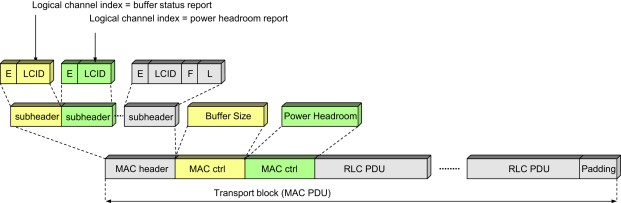 Logical channel index = buffer status report
Logical channel index = power headroom report
E LCID E LCID E LCID F L
subheader subheader subheader Buffer Size Power Headroom
MAC header MAC ctrl MAC ctrl RLC PDU RLC PDU Padding
Transport block (MAC PDU)